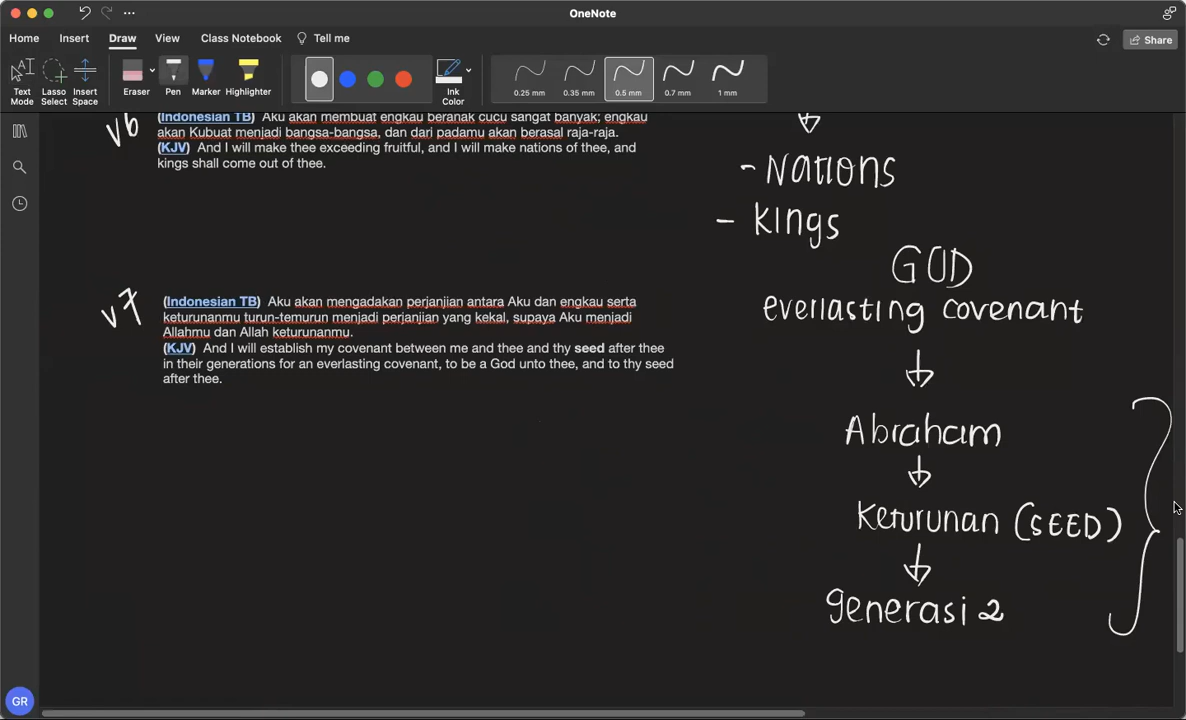 OneNote
Home Insert Draw View Class Notebook Tell me
Share
Text Mode
Lasso Select
Insert Space
Eraser
Pen
Marker
Highlighter
Ink Color
0.25 mm
0.35 mm
0.5 mm
0.7 mm
1 mm
v6
(Indonesian TB) Aku akan membuat engkau beranak cucu sangat banyak; engkau
akan Kubuat menjadi bangsa-bangsa, dan dari padamu akan berasal raja-raja.
(KJV) And I will make thee exceeding fruitful, and I will make nations of thee, and
kings shall come out of thee.
- Nations
- Kings
v7
(Indonesian TB) Aku akan mengadakan perjanjian antara Aku dan engkau serta
keturunanmu turun-temurun menjadi perjanjian yang kekal, supaya Aku menjadi
Allahmu dan Allah keturunanmu.
(KJV) And I will establish my covenant between me and thee and thy seed after thee
in their generations for an everlasting covenant, to be a God unto thee, and to thy seed
after thee.
GOD
everlasting covenant
Abraham
Keturunan (SEED)
generasi 2
GR